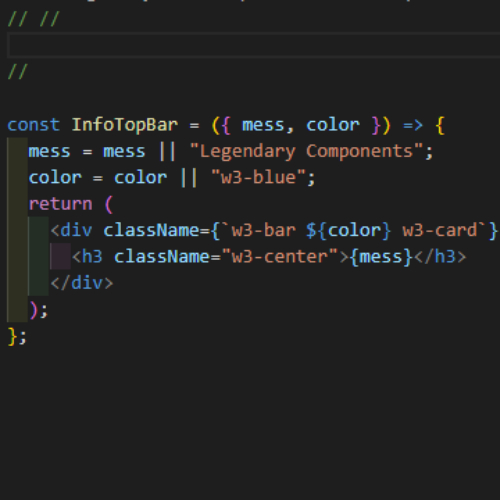 // //
//
const InfoTopBar = ({ mess, color }) => {
mess = mess || "Legendary Components";
color = color || "w3-blue";
return (
<div className={`w3-bar ${color} w3-card`}
<h3 className="w3-center">{mess}</h3>
</div>
);
};